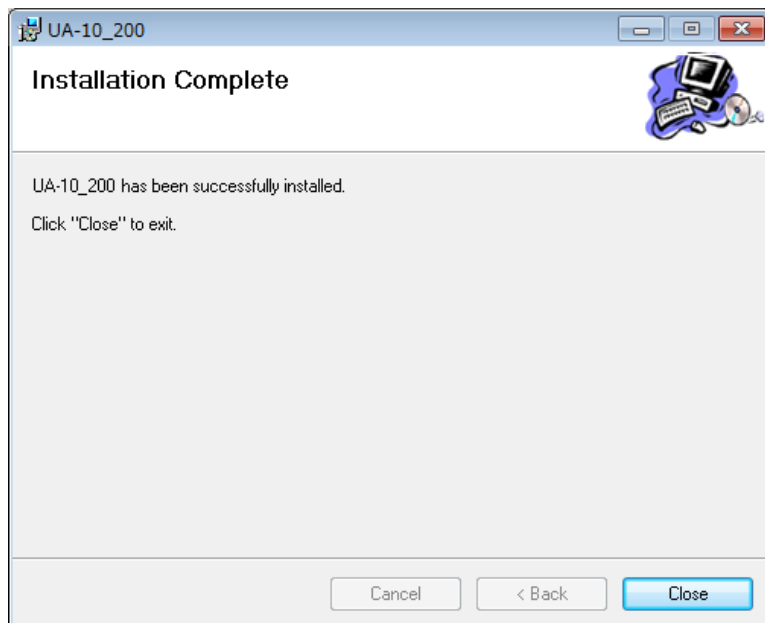 UA-10_200
Installation Complete
UA-10_200 has been successfully installed.
Click "Close" to exit.
Cancel
< Back
Close